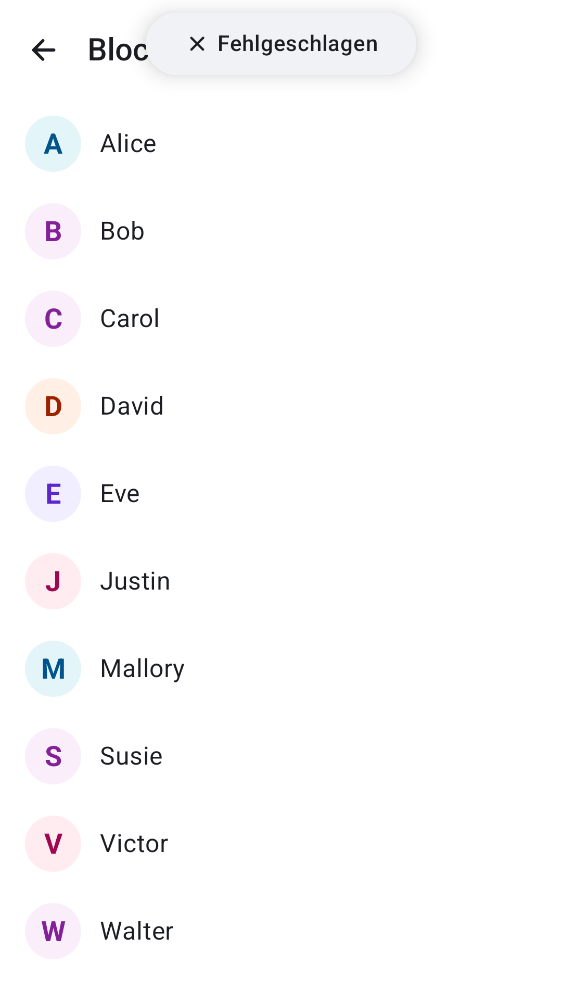 Bloc
Fehlgeschlagen
A Alice
B Bob
C Carol
D David
E Eve
J Justin
M Mallory
S Susie
V Victor
W Walter